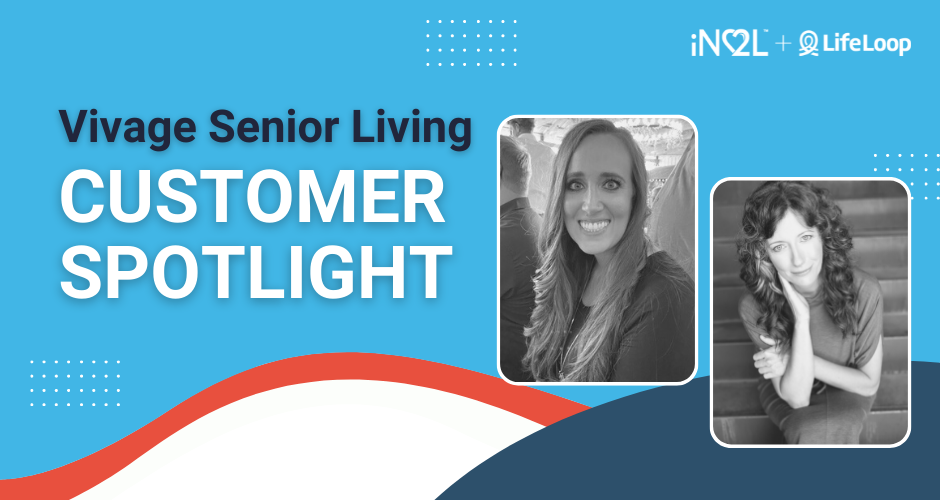 iN2L + LifeLoop
Vivage Senior Living
CUSTOMER
SPOTLIGHT